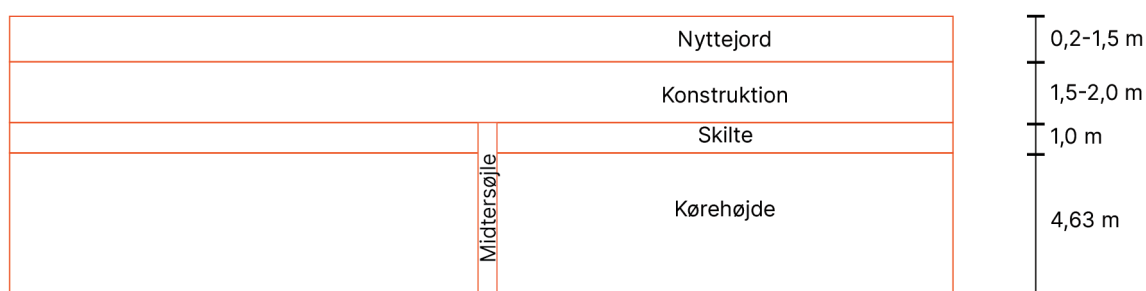 Nyttejord
0,2-1,5 m
Konstruktion
1,5-2,0 m
Skilte
1,0 m
Midtersøjle
Kørehøjde
4,63 m